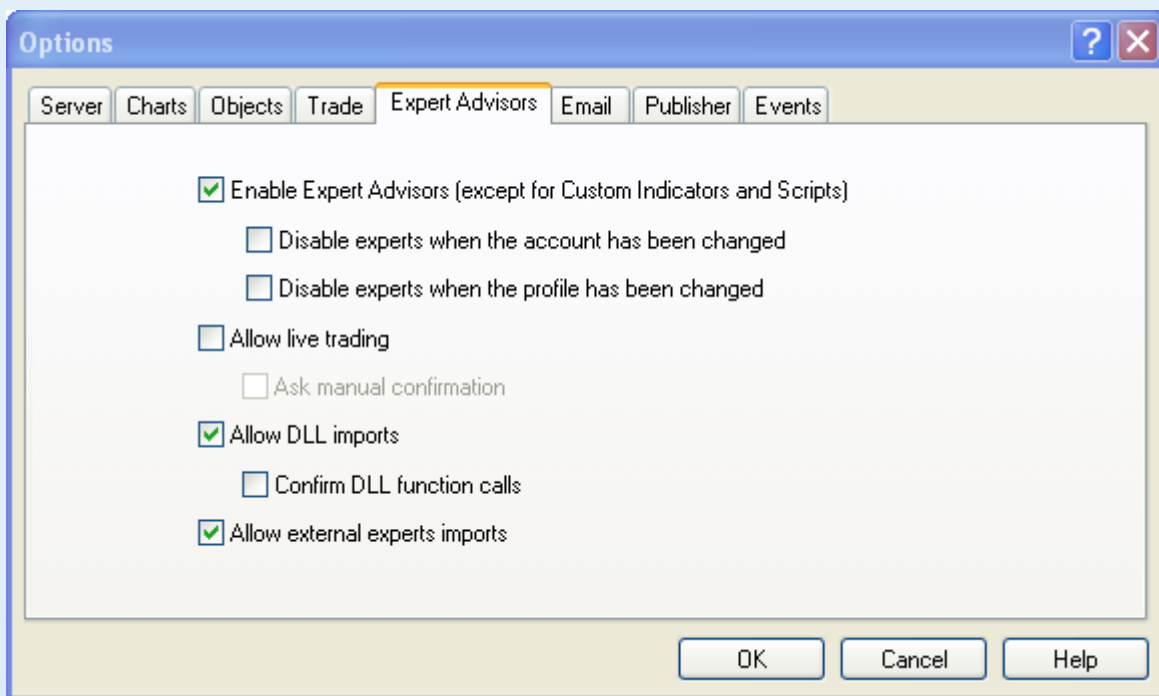 Options
Server Charts Objects Trade Expert Advisors Email Publisher Events
Enable Expert Advisors (except for Custom Indicators and Scripts)
Disable experts when the account has been changed
Disable experts when the profile has been changed
Allow live trading
Ask manual confirmation
Allow DLL imports
Confirm DLL function calls
Allow external experts imports
OK Cancel Help